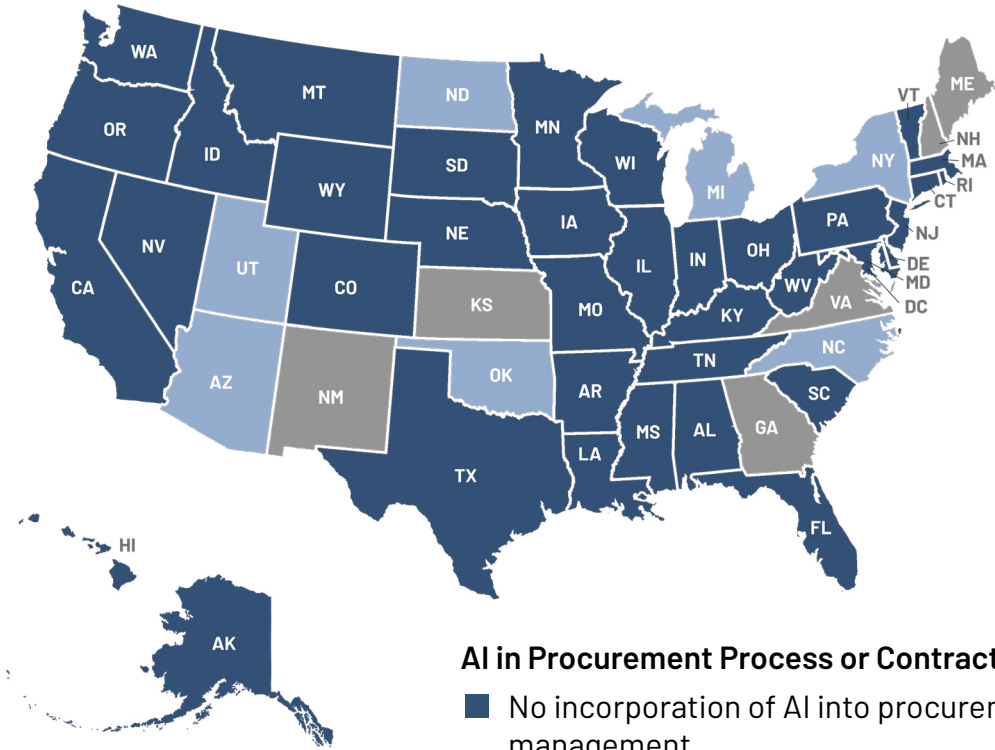 WA
MT
ND
MN
OR
ID
SD
WI
WY
MI
NY
VT
ME
NH
MA
RI
CT
NV
UT
CO
NE
IA
IL
IN
OH
PA
NJ
DE
MD
DC
CA
KS
MO
KY
WV
VA
AZ
NM
OK
AR
TN
NC
SC
TX
LA
MS
AL
GA
FL
HI
AK
AI in Procurement Process or Contract
No incorporation of AI into procurem
management